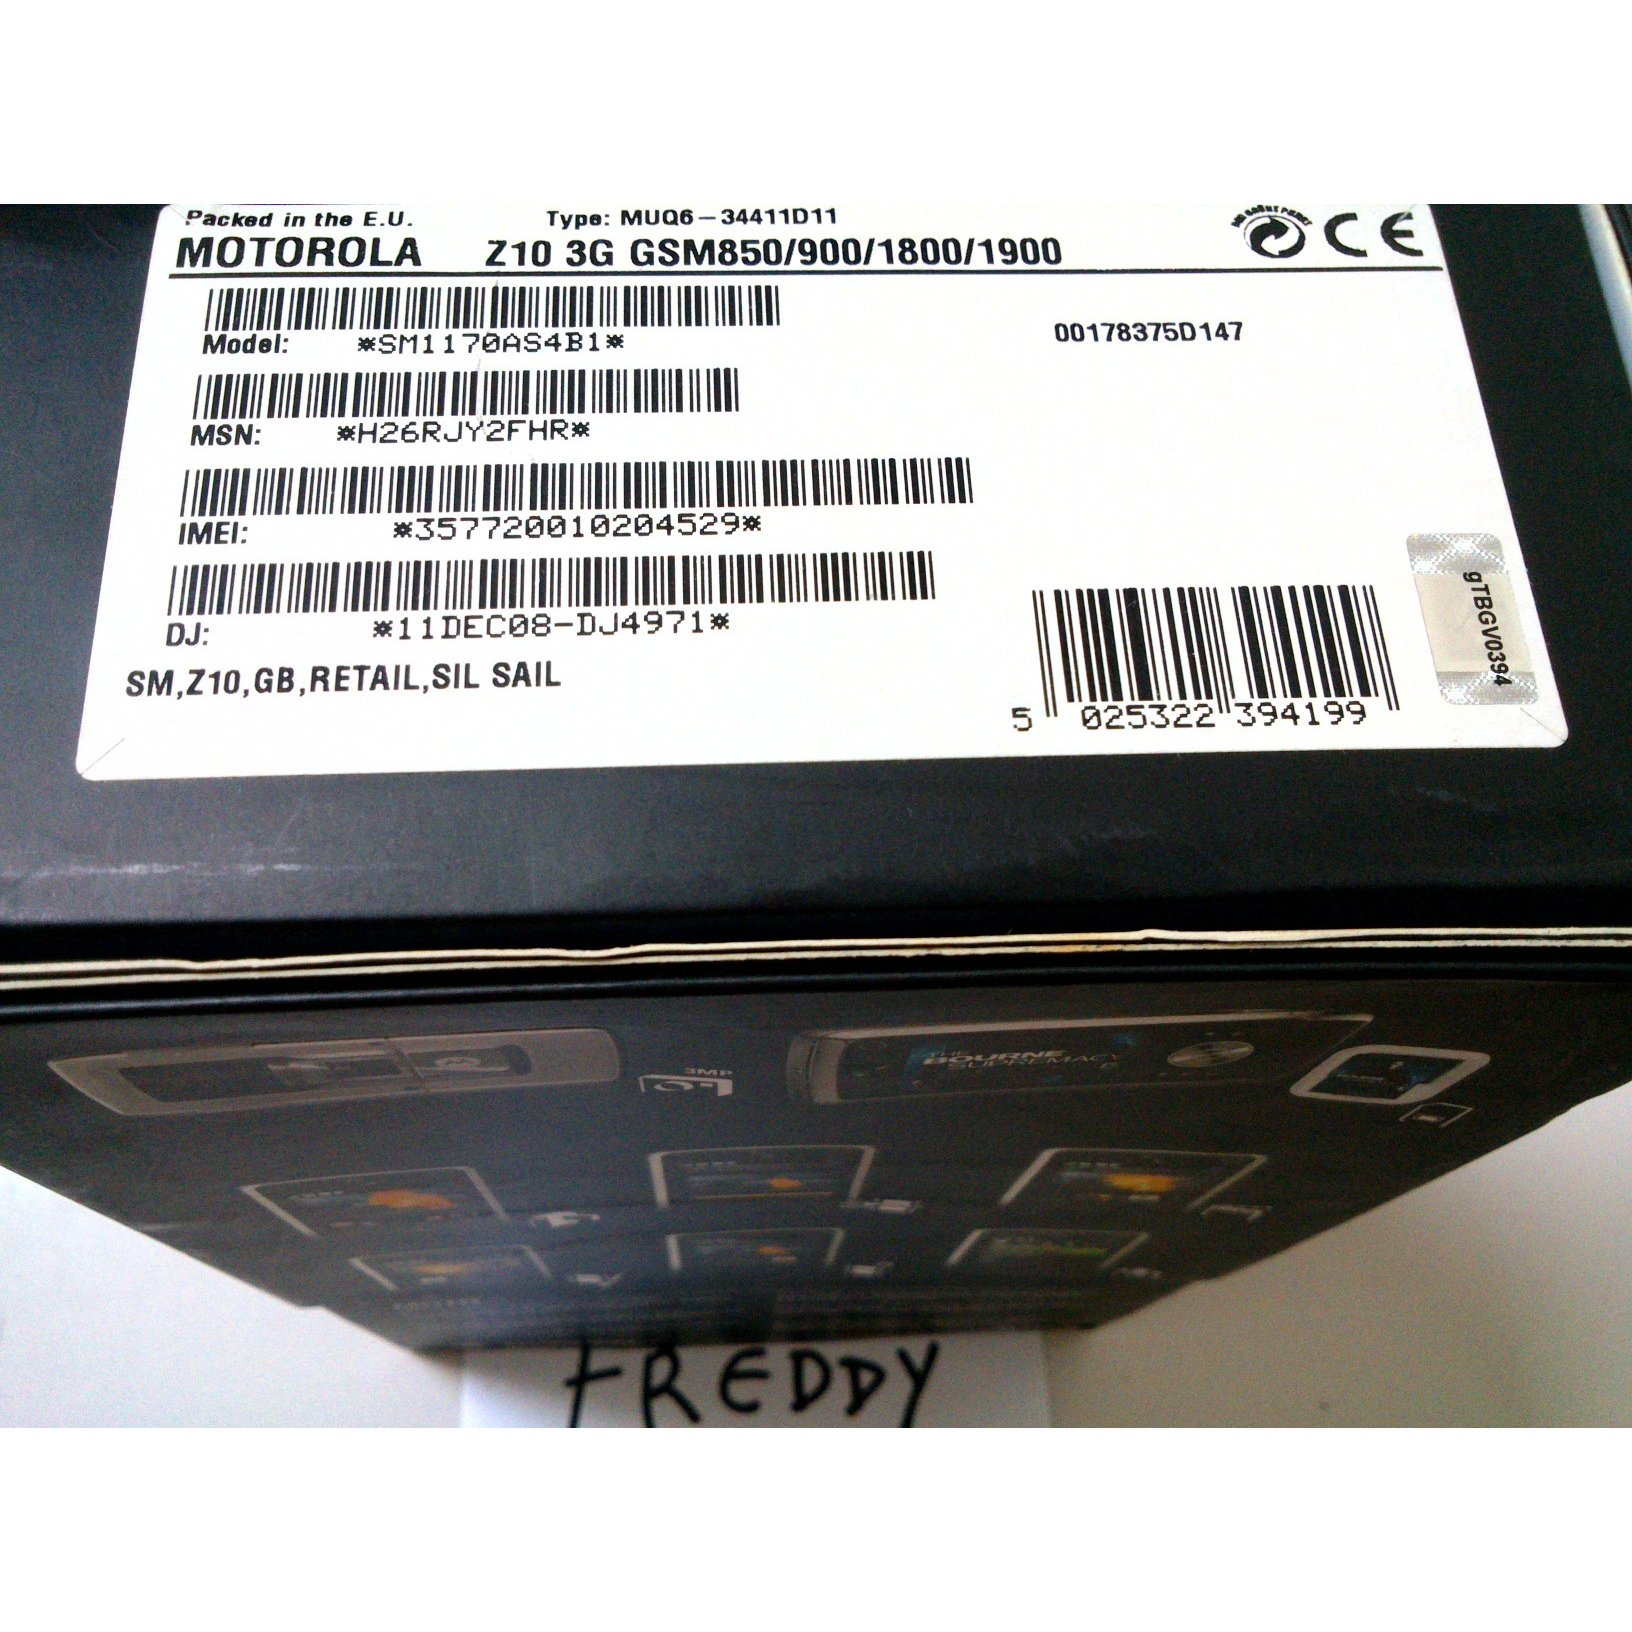 Packed in the E.U. Type: MUQ6-34411D11
MOTOROLA Z10 3G GSM850/900/1800/1900
CE
Model: *SM1170AS4B1*
00178375D147
MSN: *H26RJY2FHR*
IMEI: *357720010204529*
DJ: *11DEC08-DJ4971*
SM,Z10,GB,RETAIL,SIL SAIL
5 025322 394199
gTBGV0394
3MP
THE
BOURNE
SUPREMACY
FREDDY